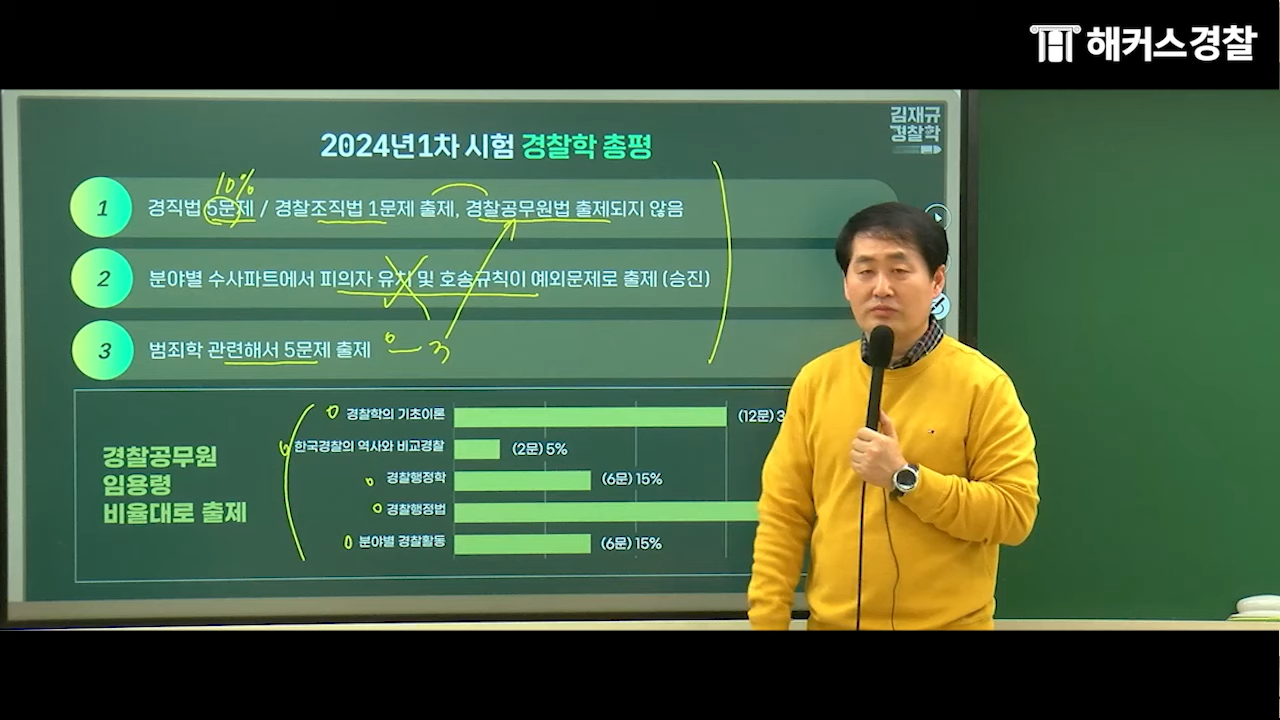 해커스경찰
김재규
경찰학
2024년 1차 시험 경찰학 총평
10%
1 경직법 5문제 / 경찰조직법 1문제 출제, 경찰공무원법 출제되지 않음
2 분야별 수사파트에서 피의자 유치 및 호송규칙이 예외문제로 출제 (승진)
3 범죄학 관련해서 5문제 출제
경찰공무원
임용령
비율대로 출제
경찰학의 기초이론 (12문) 3
한국경찰의 역사와 비교경찰 (2문) 5%
경찰행정학 (6문) 15%
경찰행정법
분야별 경찰활동 (6문) 15%